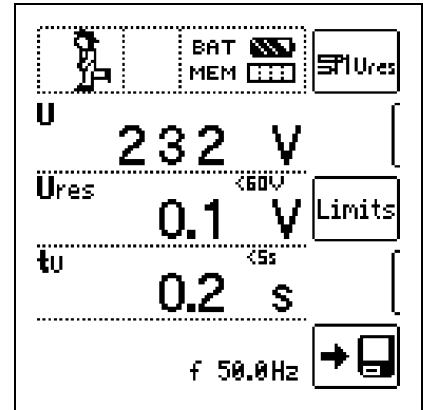 BAT
MEM
Ures
U
232 V
Ures <60V
0.1 V
Limits
tU <5s
0.2 s
f 50.0Hz